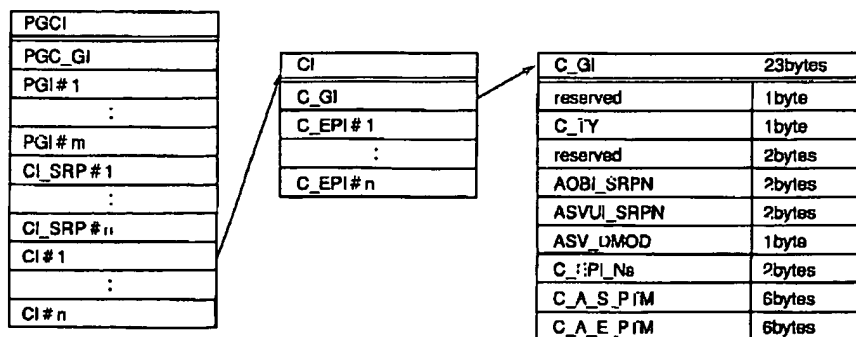 PGCI
PGC_GI
PGI#1
:
PGI#m
CI_SRP#1
:
CI_SRP#n
CI#1
:
CI#n
CI
C_GI
C_EPI#1
:
C_EPI#n
C_GI 23bytes
reserved 1byte
C_TY 1byte
reserved 2bytes
AOBI_SRPN 2bytes
ASVUI_SRPN 2bytes
ASV_DMOD 1byte
C_EPI_Ns 2bytes
C_A_S_PTM 6bytes
C_A_E_PTM 6bytes